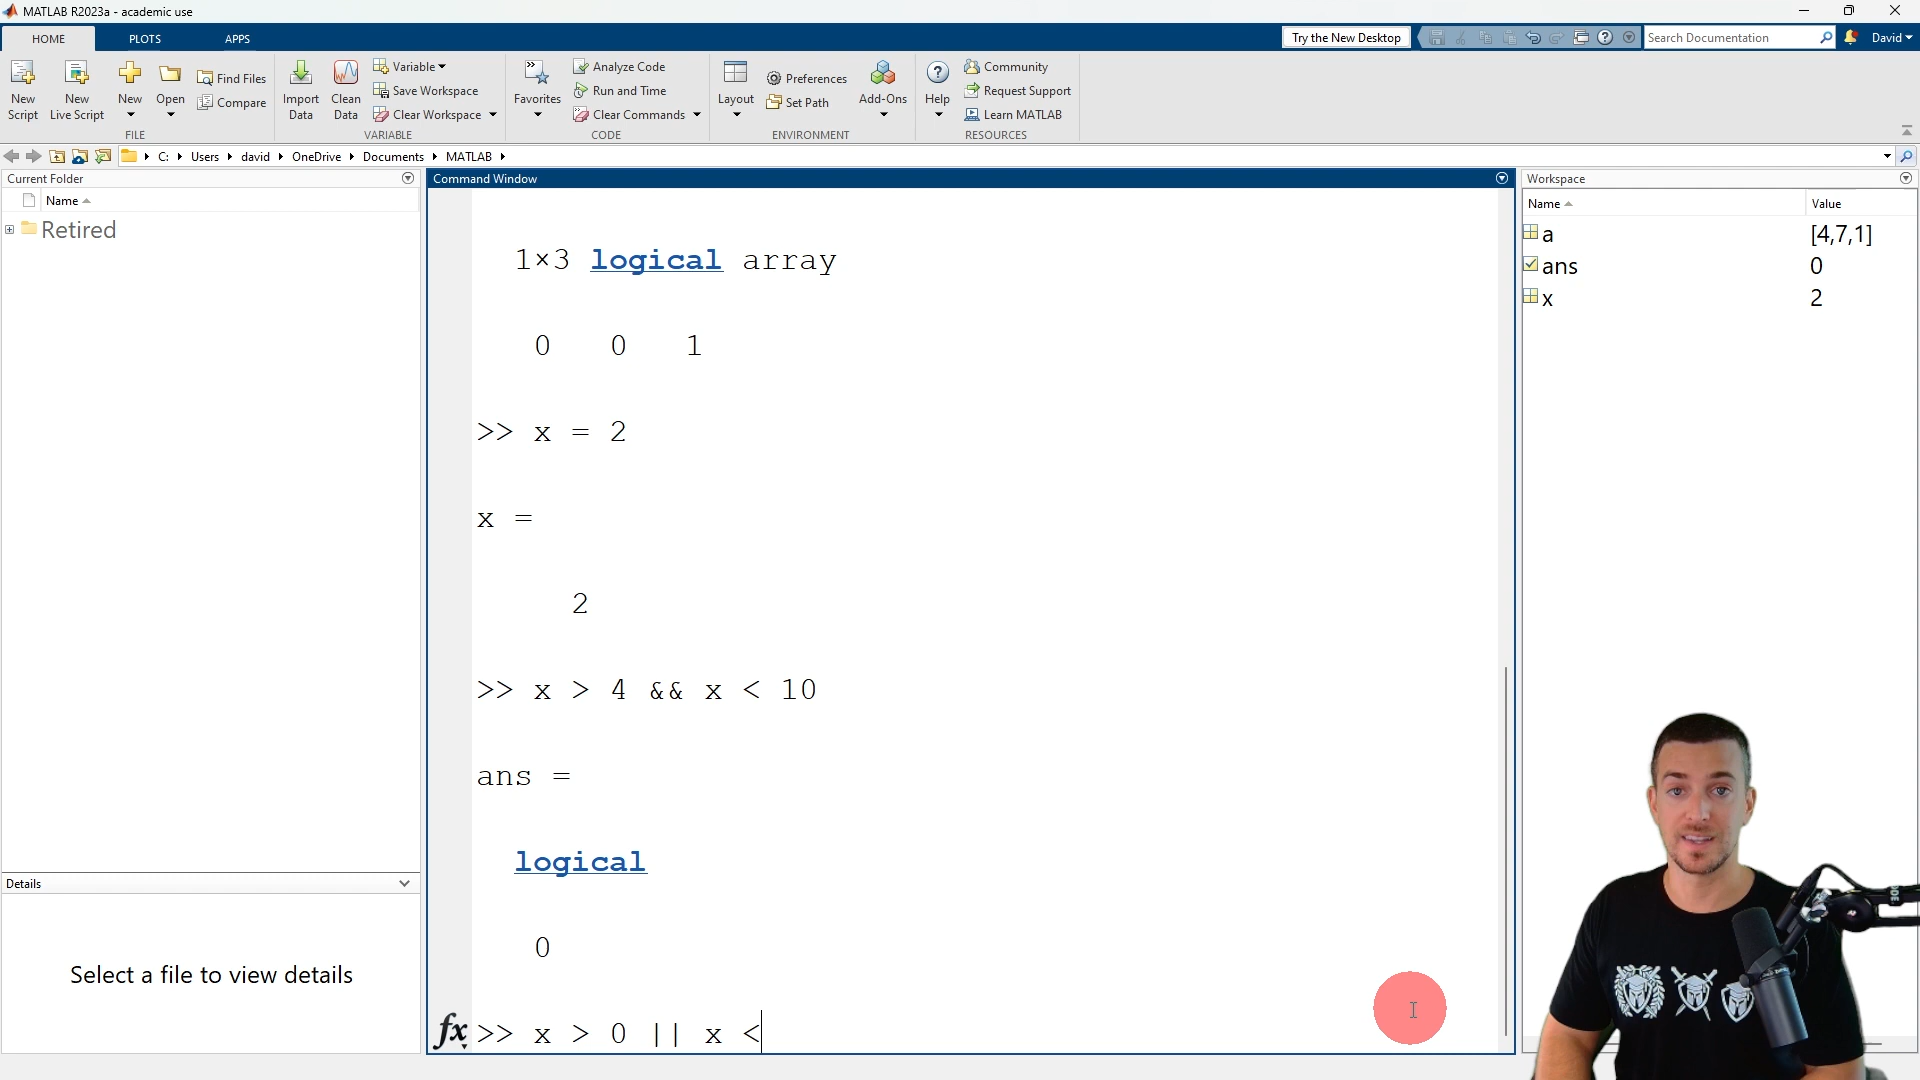 MATLAB R2023a - academic use
HOME PLOTS APPS
Try the New Desktop
Search Documentation
David
New Script
New Live Script
New
Open
Find Files
Compare
FILE
Import Data
Clean Data
Variable
Save Workspace
Clear Workspace
VARIABLE
Favorites
Analyze Code
Run and Time
Clear Commands
CODE
Layout
Preferences
Set Path
Add-Ons
ENVIRONMENT
Help
Community
Request Support
Learn MATLAB
RESOURCES
C: Users david OneDrive Documents MATLAB
Current Folder
Name
Retired
Details
Select a file to view details
Command Window
1×3 logical array
0 0 1
>> x = 2
x =
2
>> x > 4 && x < 10
ans =
logical
0
fx >> x > 0 || x <
Workspace
Name Value
a [4,7,1]
ans 0
x 2